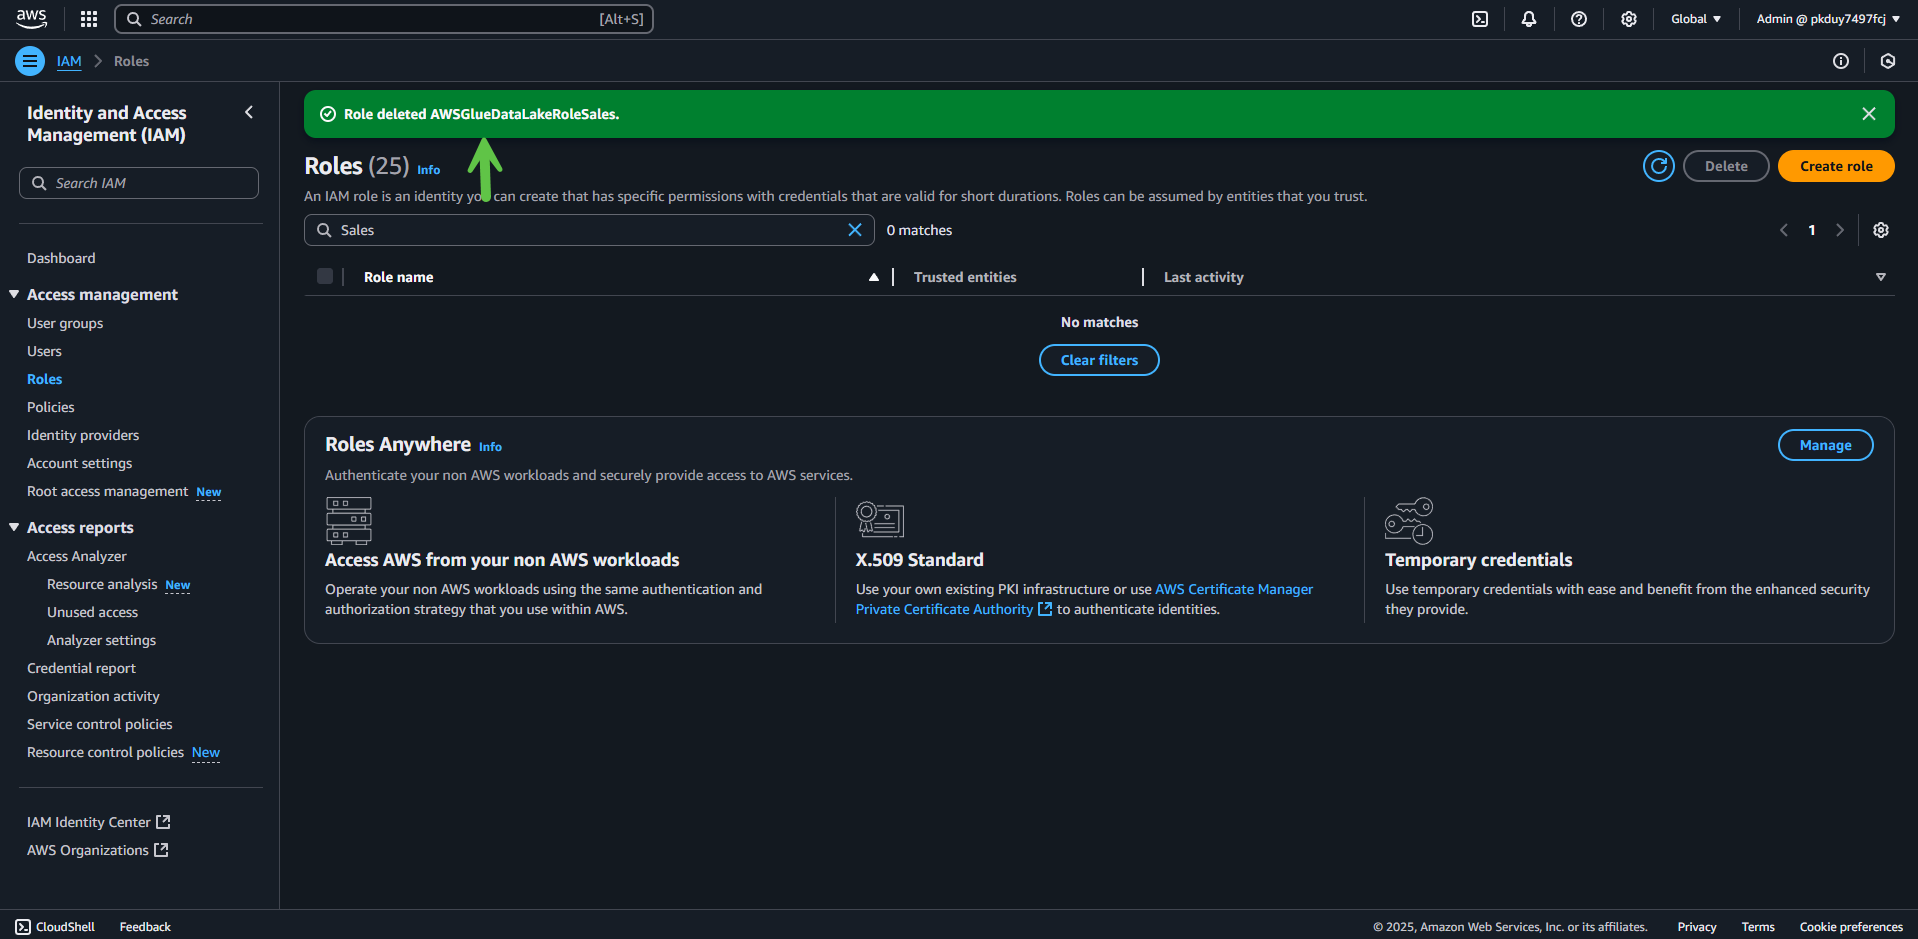 aws
Search [Alt+S]
Global
Admin @ pkduy7497fcj
IAM
Roles
Identity and Access
Management (IAM)
Search IAM
Dashboard
Access management
User groups
Users
Roles
Policies
Identity providers
Account settings
Root access management New
Access reports
Access Analyzer
Resource analysis New
Unused access
Analyzer settings
Credential report
Organization activity
Service control policies
Resource control policies New
IAM Identity Center
AWS Organizations
Role deleted AWSGlueDataLakeRoleSales.
Roles (25) Info
Delete
Create role
An IAM role is an identity you can create that has specific permissions with credentials that are valid for short durations. Roles can be assumed by entities that you trust.
Sales
0 matches
1
Role name
Trusted entities
Last activity
No matches
Clear filters
Roles Anywhere Info
Manage
Authenticate your non AWS workloads and securely provide access to AWS services.
Access AWS from your non AWS workloads
Operate your non AWS workloads using the same authentication and
authorization strategy that you use within AWS.
X.509 Standard
Use your own existing PKI infrastructure or use AWS Certificate Manager
Private Certificate Authority to authenticate identities.
Temporary credentials
Use temporary credentials with ease and benefit from the enhanced security
they provide.
CloudShell
Feedback
© 2025, Amazon Web Services, Inc. or its affiliates.
Privacy
Terms
Cookie preferences